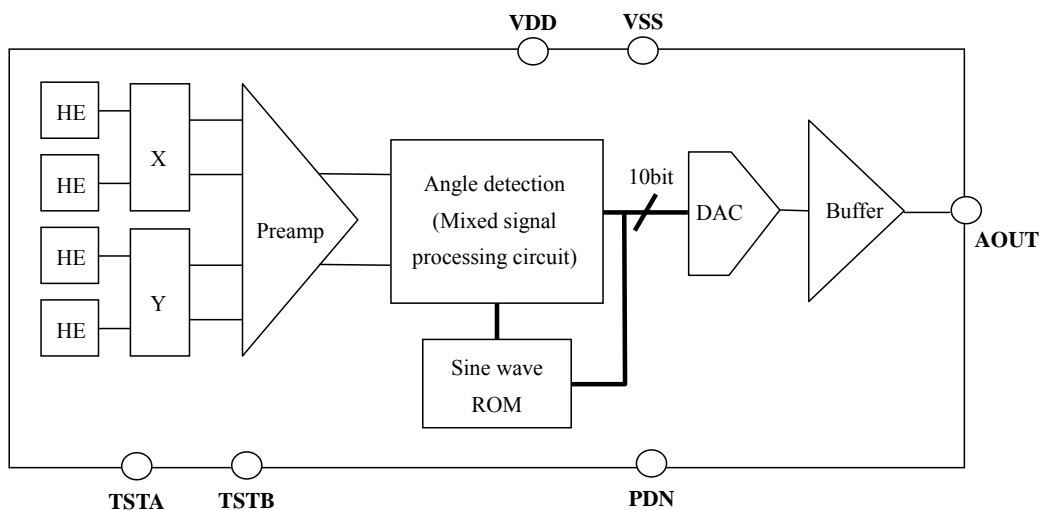 VDD
VSS
HE
HE
HE
HE
X
Y
Preamp
Angle detection
(Mixed signal
processing circuit)
Sine wave
ROM
10bit
DAC
Buffer
AOUT
TSTA
TSTB
PDN